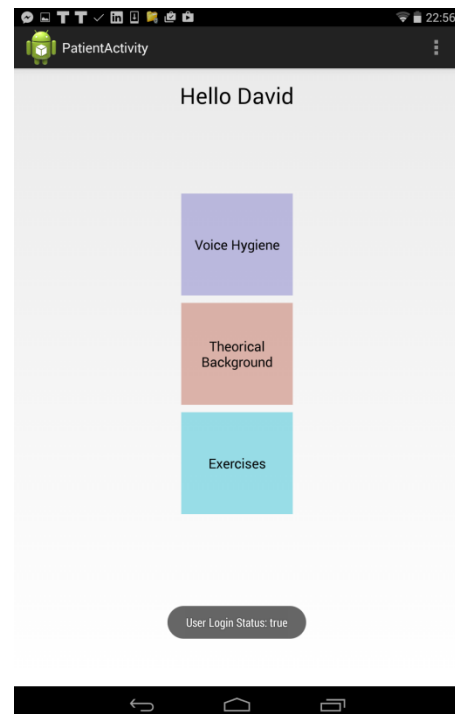 22:56
PatientActivity
Hello David
Voice Hygiene
Theorical
Background
Exercises
User Login Status: true